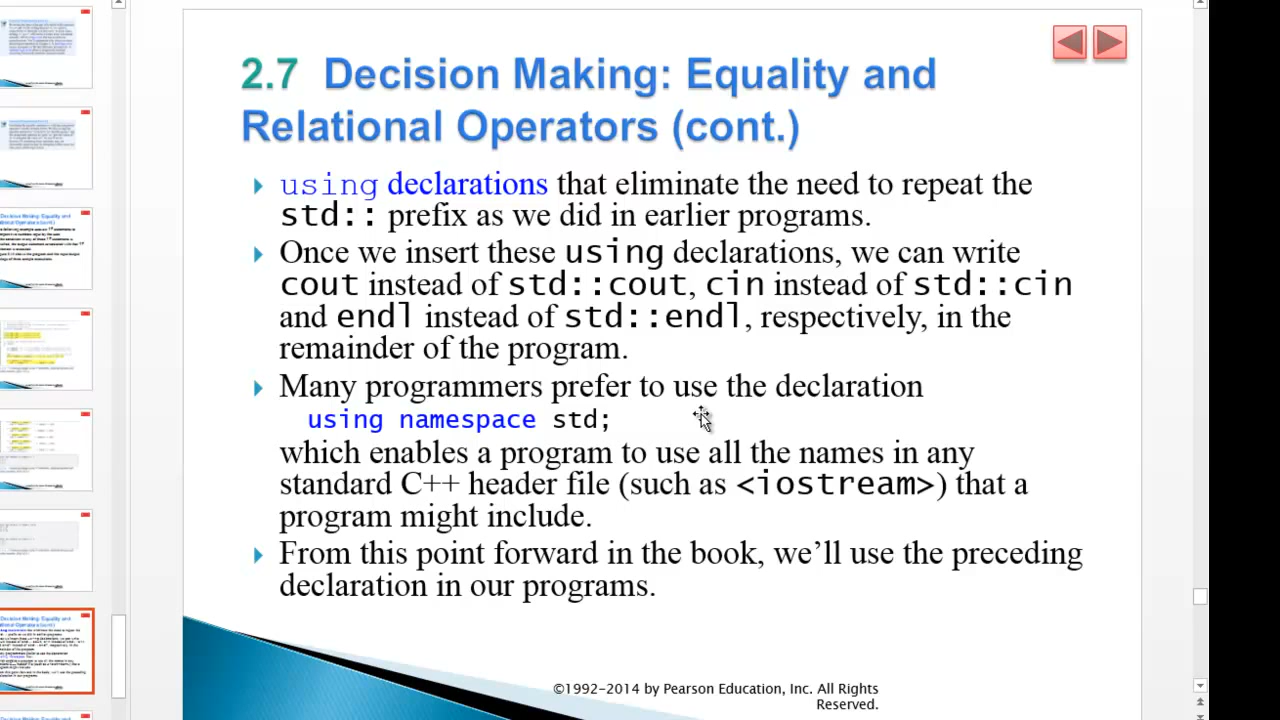 2.7 Decision Making: Equality and
Relational Operators (cont.)
using declarations that eliminate the need to repeat the
std:: prefix as we did in earlier programs.
Once we insert these using declarations, we can write
cout instead of std::cout, cin instead of std::cin
and endl instead of std::endl, respectively, in the
remainder of the program.
Many programmers prefer to use the declaration
using namespace std;
which enables a program to use all the names in any
standard C++ header file (such as <iostream>) that a
program might include.
From this point forward in the book, we’ll use the preceding
declaration in our programs.
©1992-2014 by Pearson Education, Inc. All Rights
Reserved.